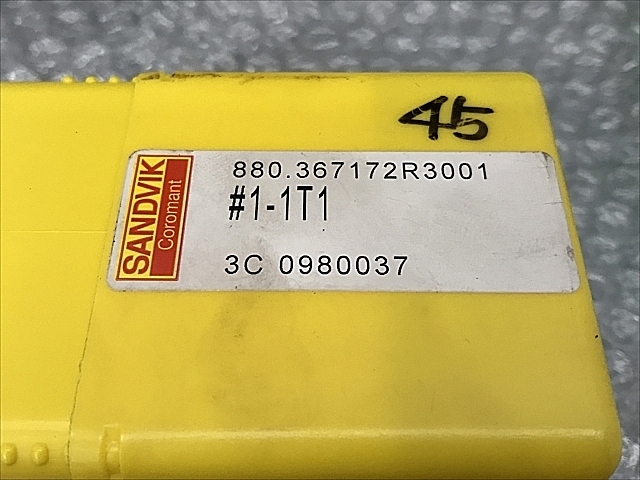 45
SANDVIK
Coromant
880.367172R3001
#1-1T1
3C 0980037